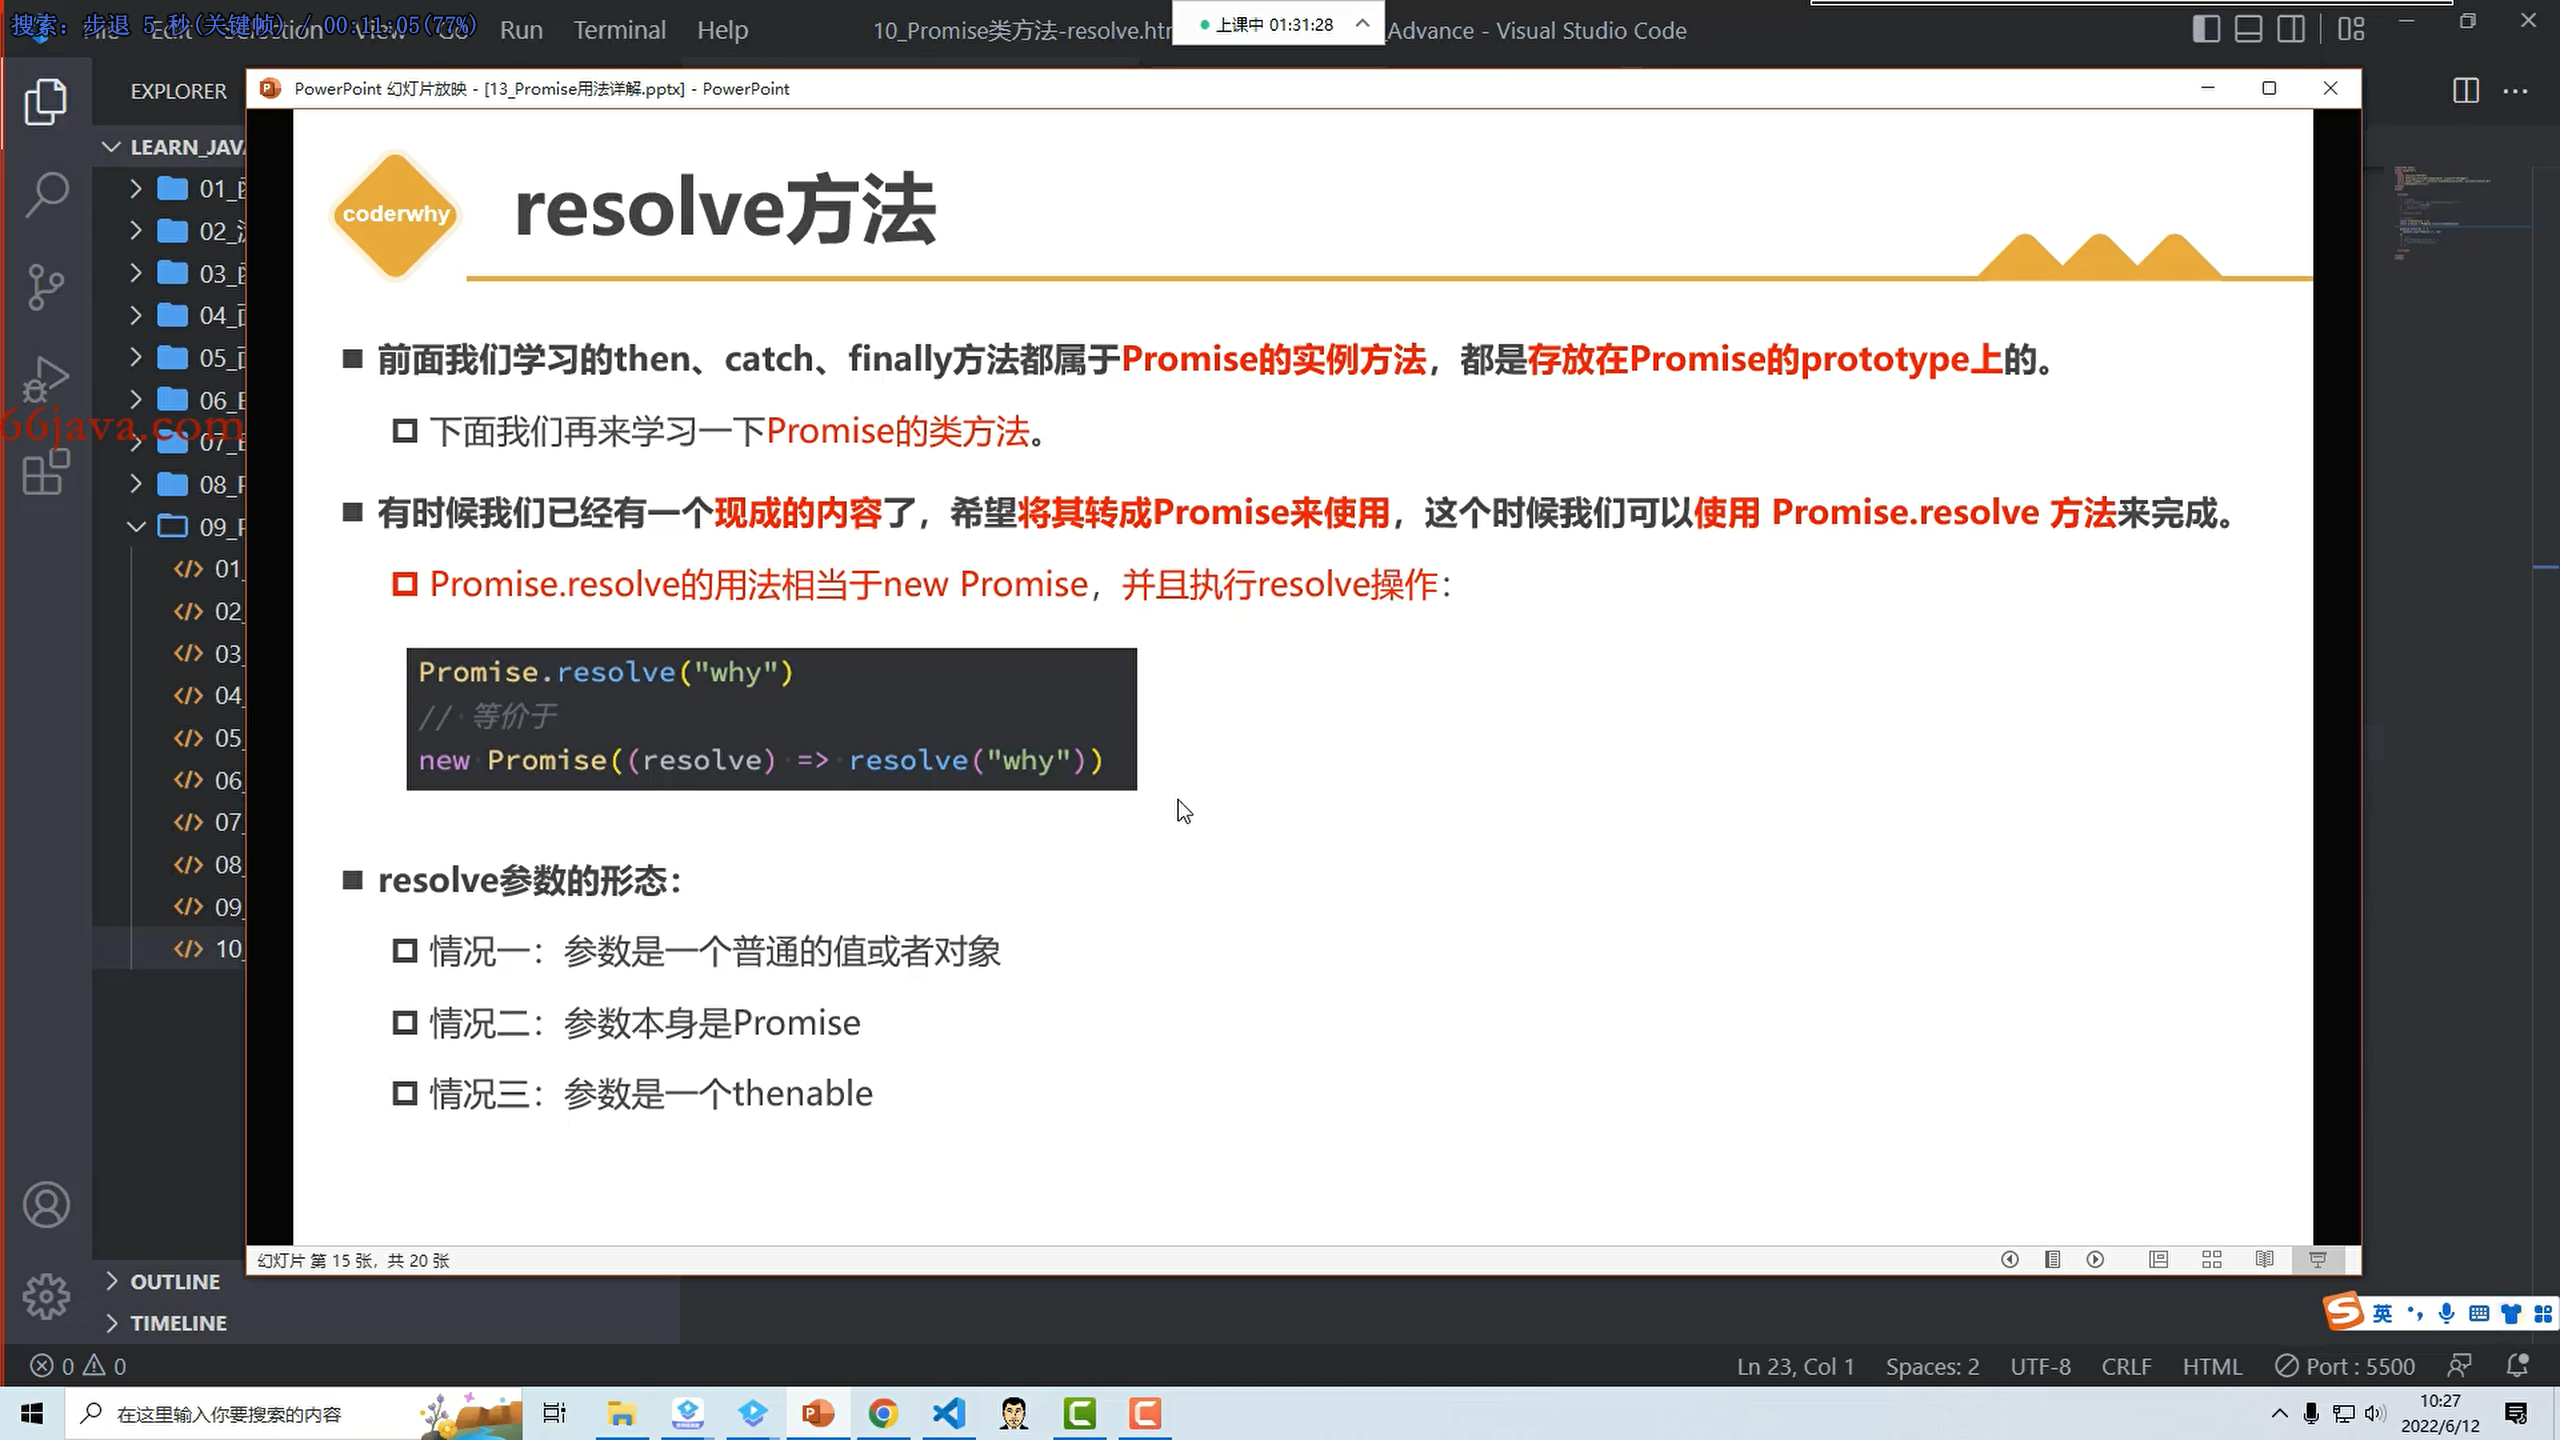 搜索: 步退 5 秒(关键帧) / 00:11:05(77%)
Run Terminal Help
10_Promise类方法-resolve.htm
上课中 01:31:28
Advance - Visual Studio Code
EXPLORER
PowerPoint 幻灯片放映 - [13_Promise用法详解.pptx] - PowerPoint
LEARN_JAVA
01_
02_
03_
04_
05_
06_
07_
08_
09_
01_
02_
03_
04_
05_
06_
07_
08_
09_
10_
66java.com
coderwhy
resolve方法
前面我们学习的then、catch、finally方法都属于Promise的实例方法，都是存放在Promise的prototype上的。
下面我们再来学习一下Promise的类方法。
有时候我们已经有一个现成的内容了，希望将其转成Promise来使用，这个时候我们可以使用 Promise.resolve 方法来完成。
Promise.resolve的用法相当于new Promise，并且执行resolve操作：
Promise.resolve("why")
// 等价于
new Promise((resolve) => resolve("why"))
resolve参数的形态：
情况一：参数是一个普通的值或者对象
情况二：参数本身是Promise
情况三：参数是一个thenable
幻灯片 第 15 张，共 20 张
OUTLINE
TIMELINE
英
0 0
Ln 23, Col 1 Spaces: 2 UTF-8 CRLF HTML Port : 5500
在这里输入你要搜索的内容
10:27
2022/6/12